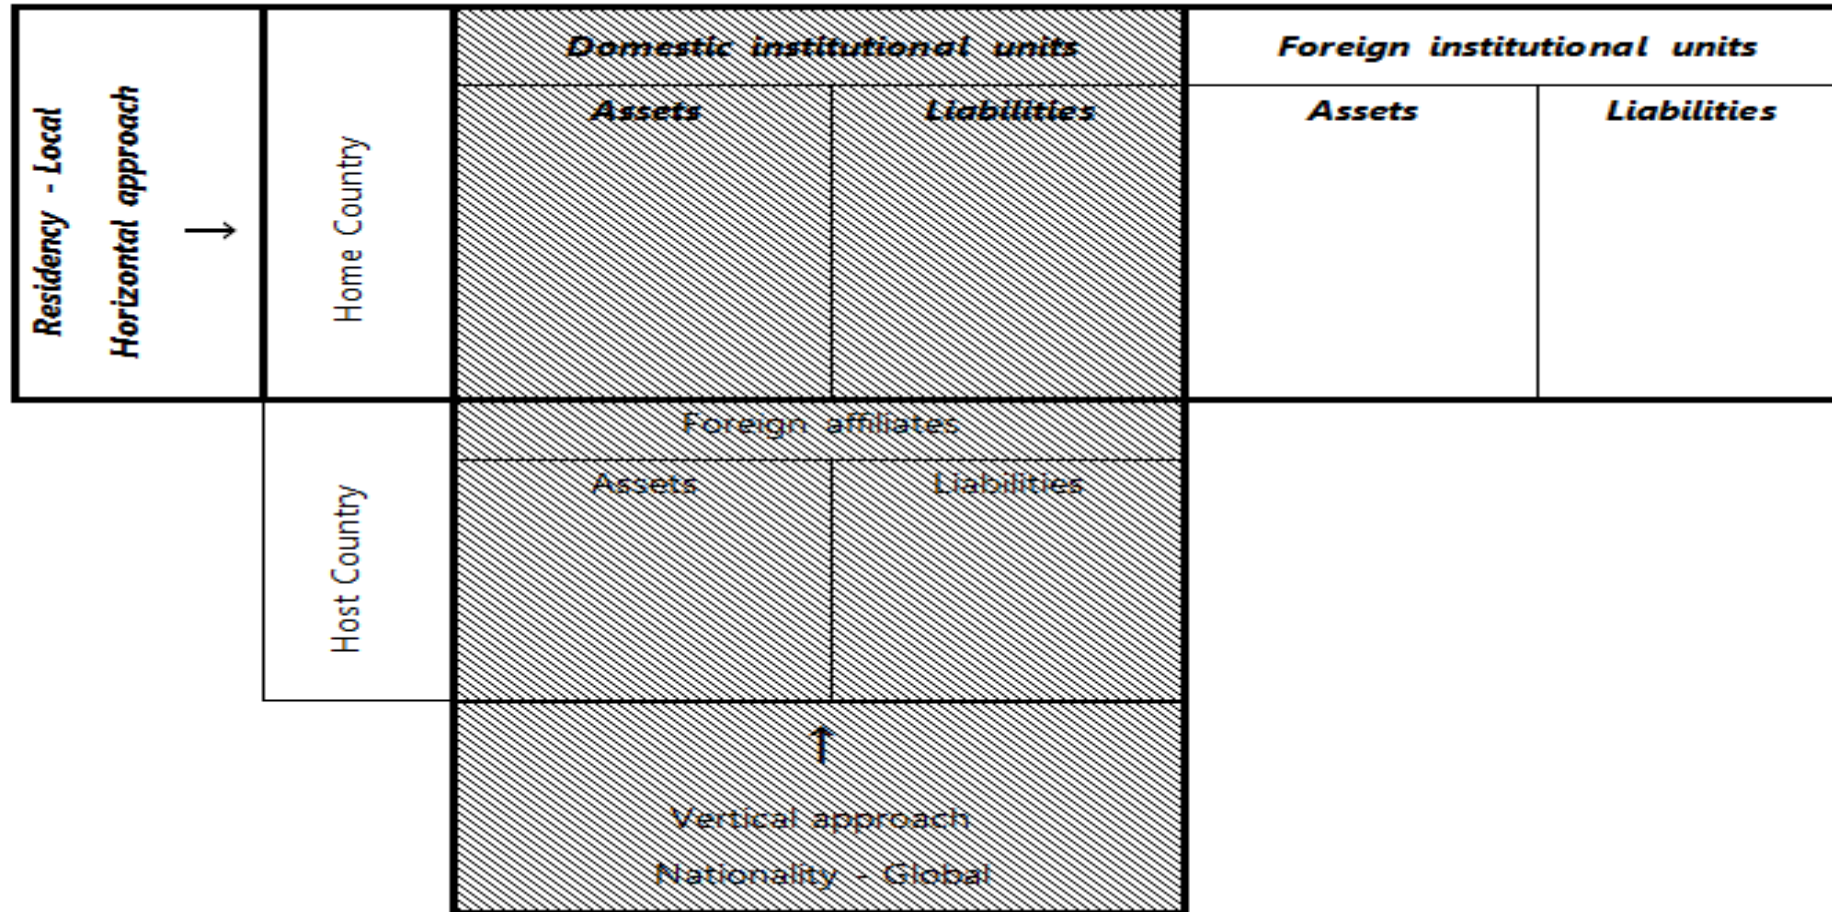 Residency - Local
Horizontal approach
→
Home Country
Domestic institutional units
Assets
Liabilities
Foreign institutional units
Assets
Liabilities
Host Country
Foreign affiliates
Assets
Liabilities
↑
Vertical approach
Nationality - Global